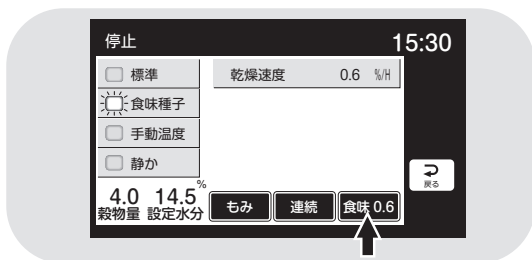 停止 15:30
標準
食味種子
手動温度
静か
乾燥速度 0.6 %/H
4.0 14.5%
穀物量 設定水分
もみ 連続 食味 0.6
戻る